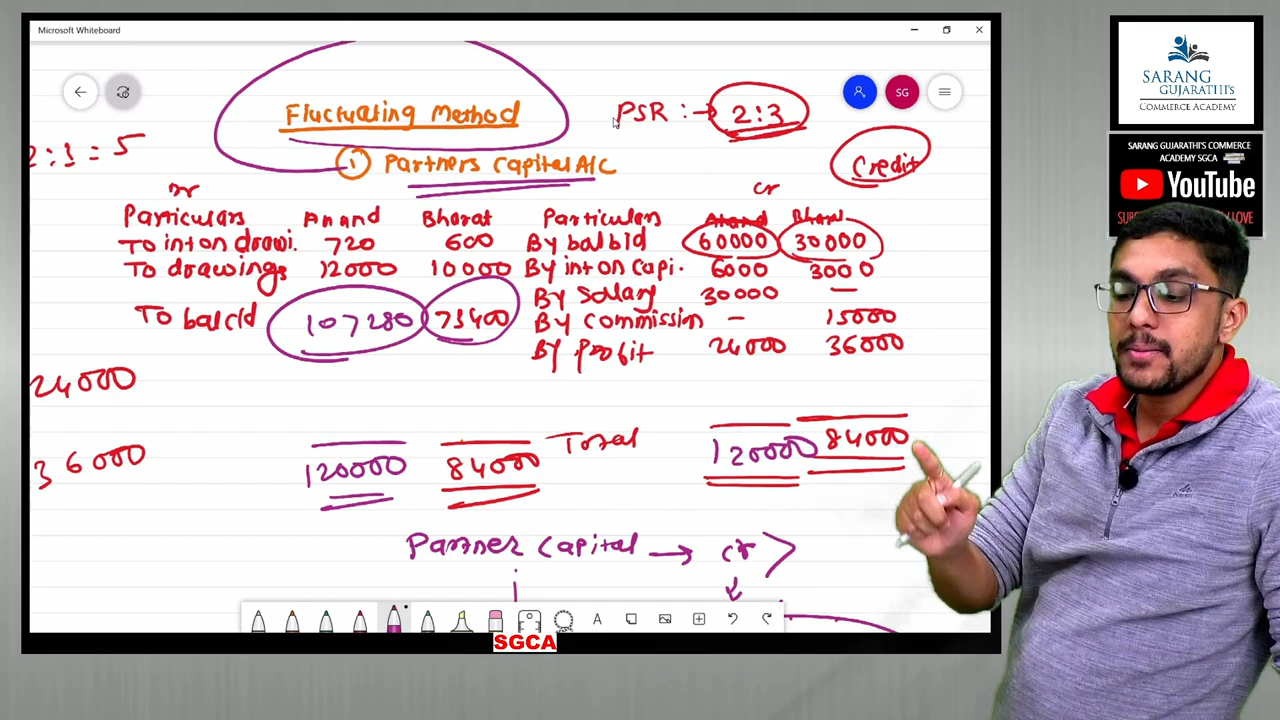 Microsoft Whiteboard
SG
Fluctuating Method
PSR :→ 2:3
2:3 = 5
① Partners Capital A/C
Credit
Dr
Cr
Particulars Anand Bharat Particulars Anand Bharat
To int on drawi. 720 600 By bal b/d 60000 30000
To drawings 12000 10000 By int on Capi. 6000 3000
By Sallary 30000 —
To bal c/d 107280 73400 By Commission — 15000
By Profit 24000 36000
24000
120000 84000 Total 120000 84000
36000
Partner Capital → cr >
SGCA
SARANG
GUJARATHI'S
COMMERCE ACADEMY
SARANG GUJARATHI'S COMMERCE
ACADEMY SGCA
YouTube